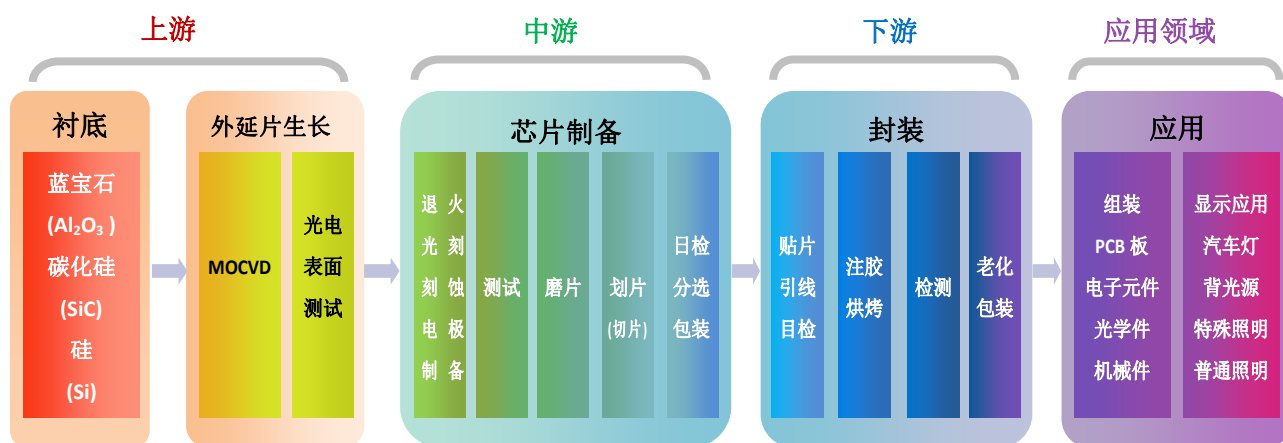 上游
衬底
蓝宝石
(Al₂O₃ )
碳化硅
(SiC)
硅
(Si)
外延片生长
MOCVD
光电
表面
测试
中游
芯片制备
退 火
光 刻
刻 蚀
电 极
制 备
测试
磨片
划片
(切片)
日检
分选
包装
下游
封装
贴片
引线
目检
注胶
烘烤
检测
老化
包装
应用领域
应用
组装
PCB 板
电子元件
光学件
机械件
显示应用
汽车灯
背光源
特殊照明
普通照明